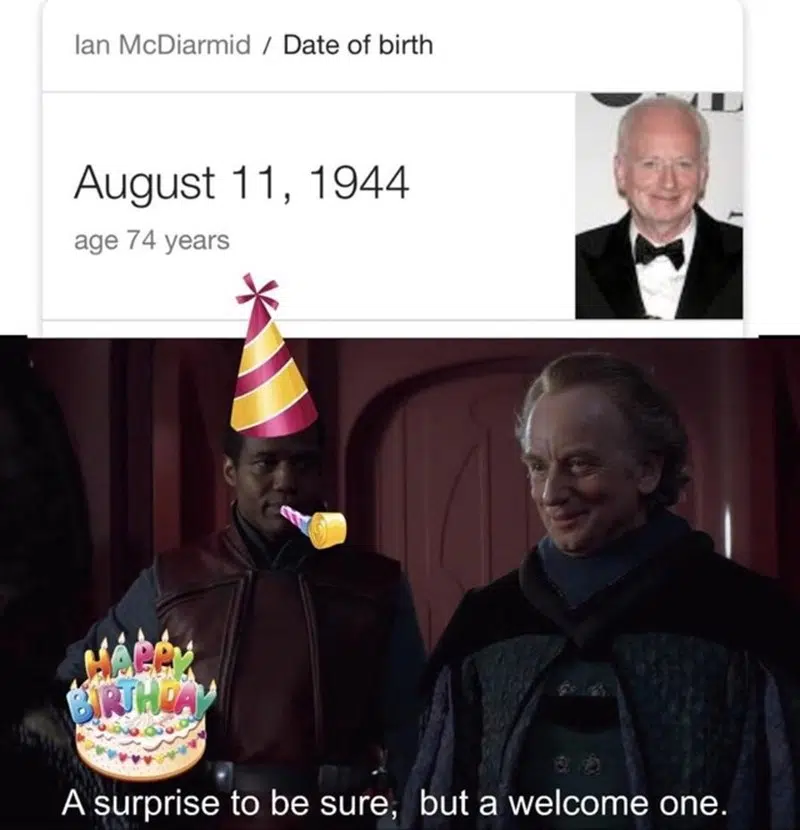 Ian McDiarmid / Date of birth
August 11, 1944
age 74 years
HAPPY
BIRTHDAY
A surprise to be sure, but a welcome one.